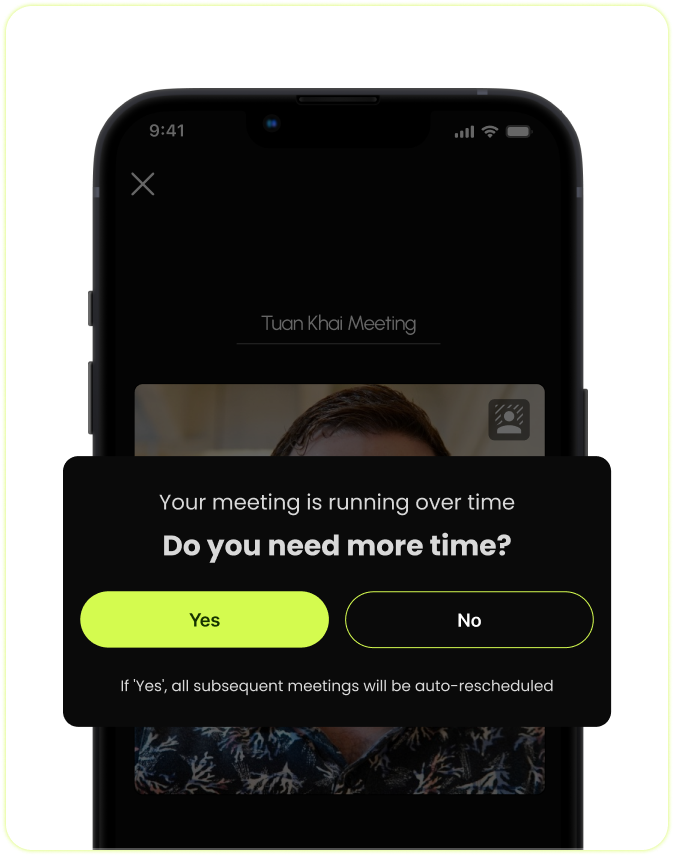 9:41
Tuan Khai Meeting
Your meeting is running over time
Do you need more time?
Yes
No
If 'Yes', all subsequent meetings will be auto-rescheduled